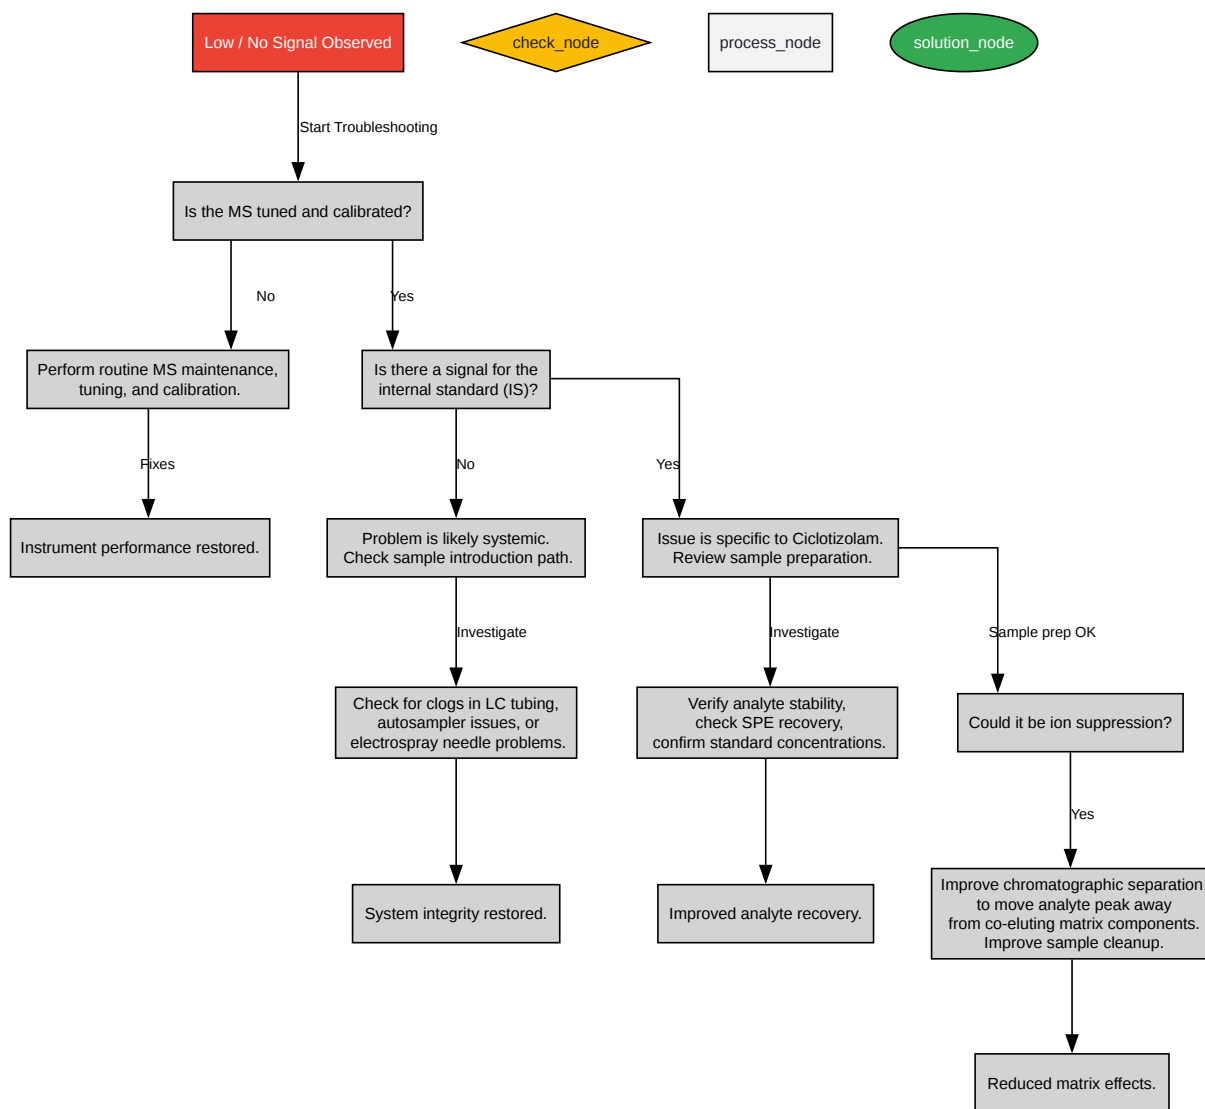 Low / No Signal Observed
check_node
process_node
solution_node
Start Troubleshooting
Is the MS tuned and calibrated?
No
Yes
Perform routine MS maintenance,
tuning, and calibration.
Is there a signal for the
internal standard (IS)?
Fixes
No
Yes
Instrument performance restored.
Problem is likely systemic.
Check sample introduction path.
Issue is specific to Ciclotizolam.
Review sample preparation.
Investigate
Investigate
Sample prep OK
Check for clogs in LC tubing,
autosampler issues, or
electrospray needle problems.
Verify analyte stability,
check SPE recovery,
confirm standard concentrations.
Could it be ion suppression?
Yes
System integrity restored.
Improved analyte recovery.
Improve chromatographic separation
to move analyte peak away
from co-eluting matrix components.
Improve sample cleanup.
Reduced matrix effects.